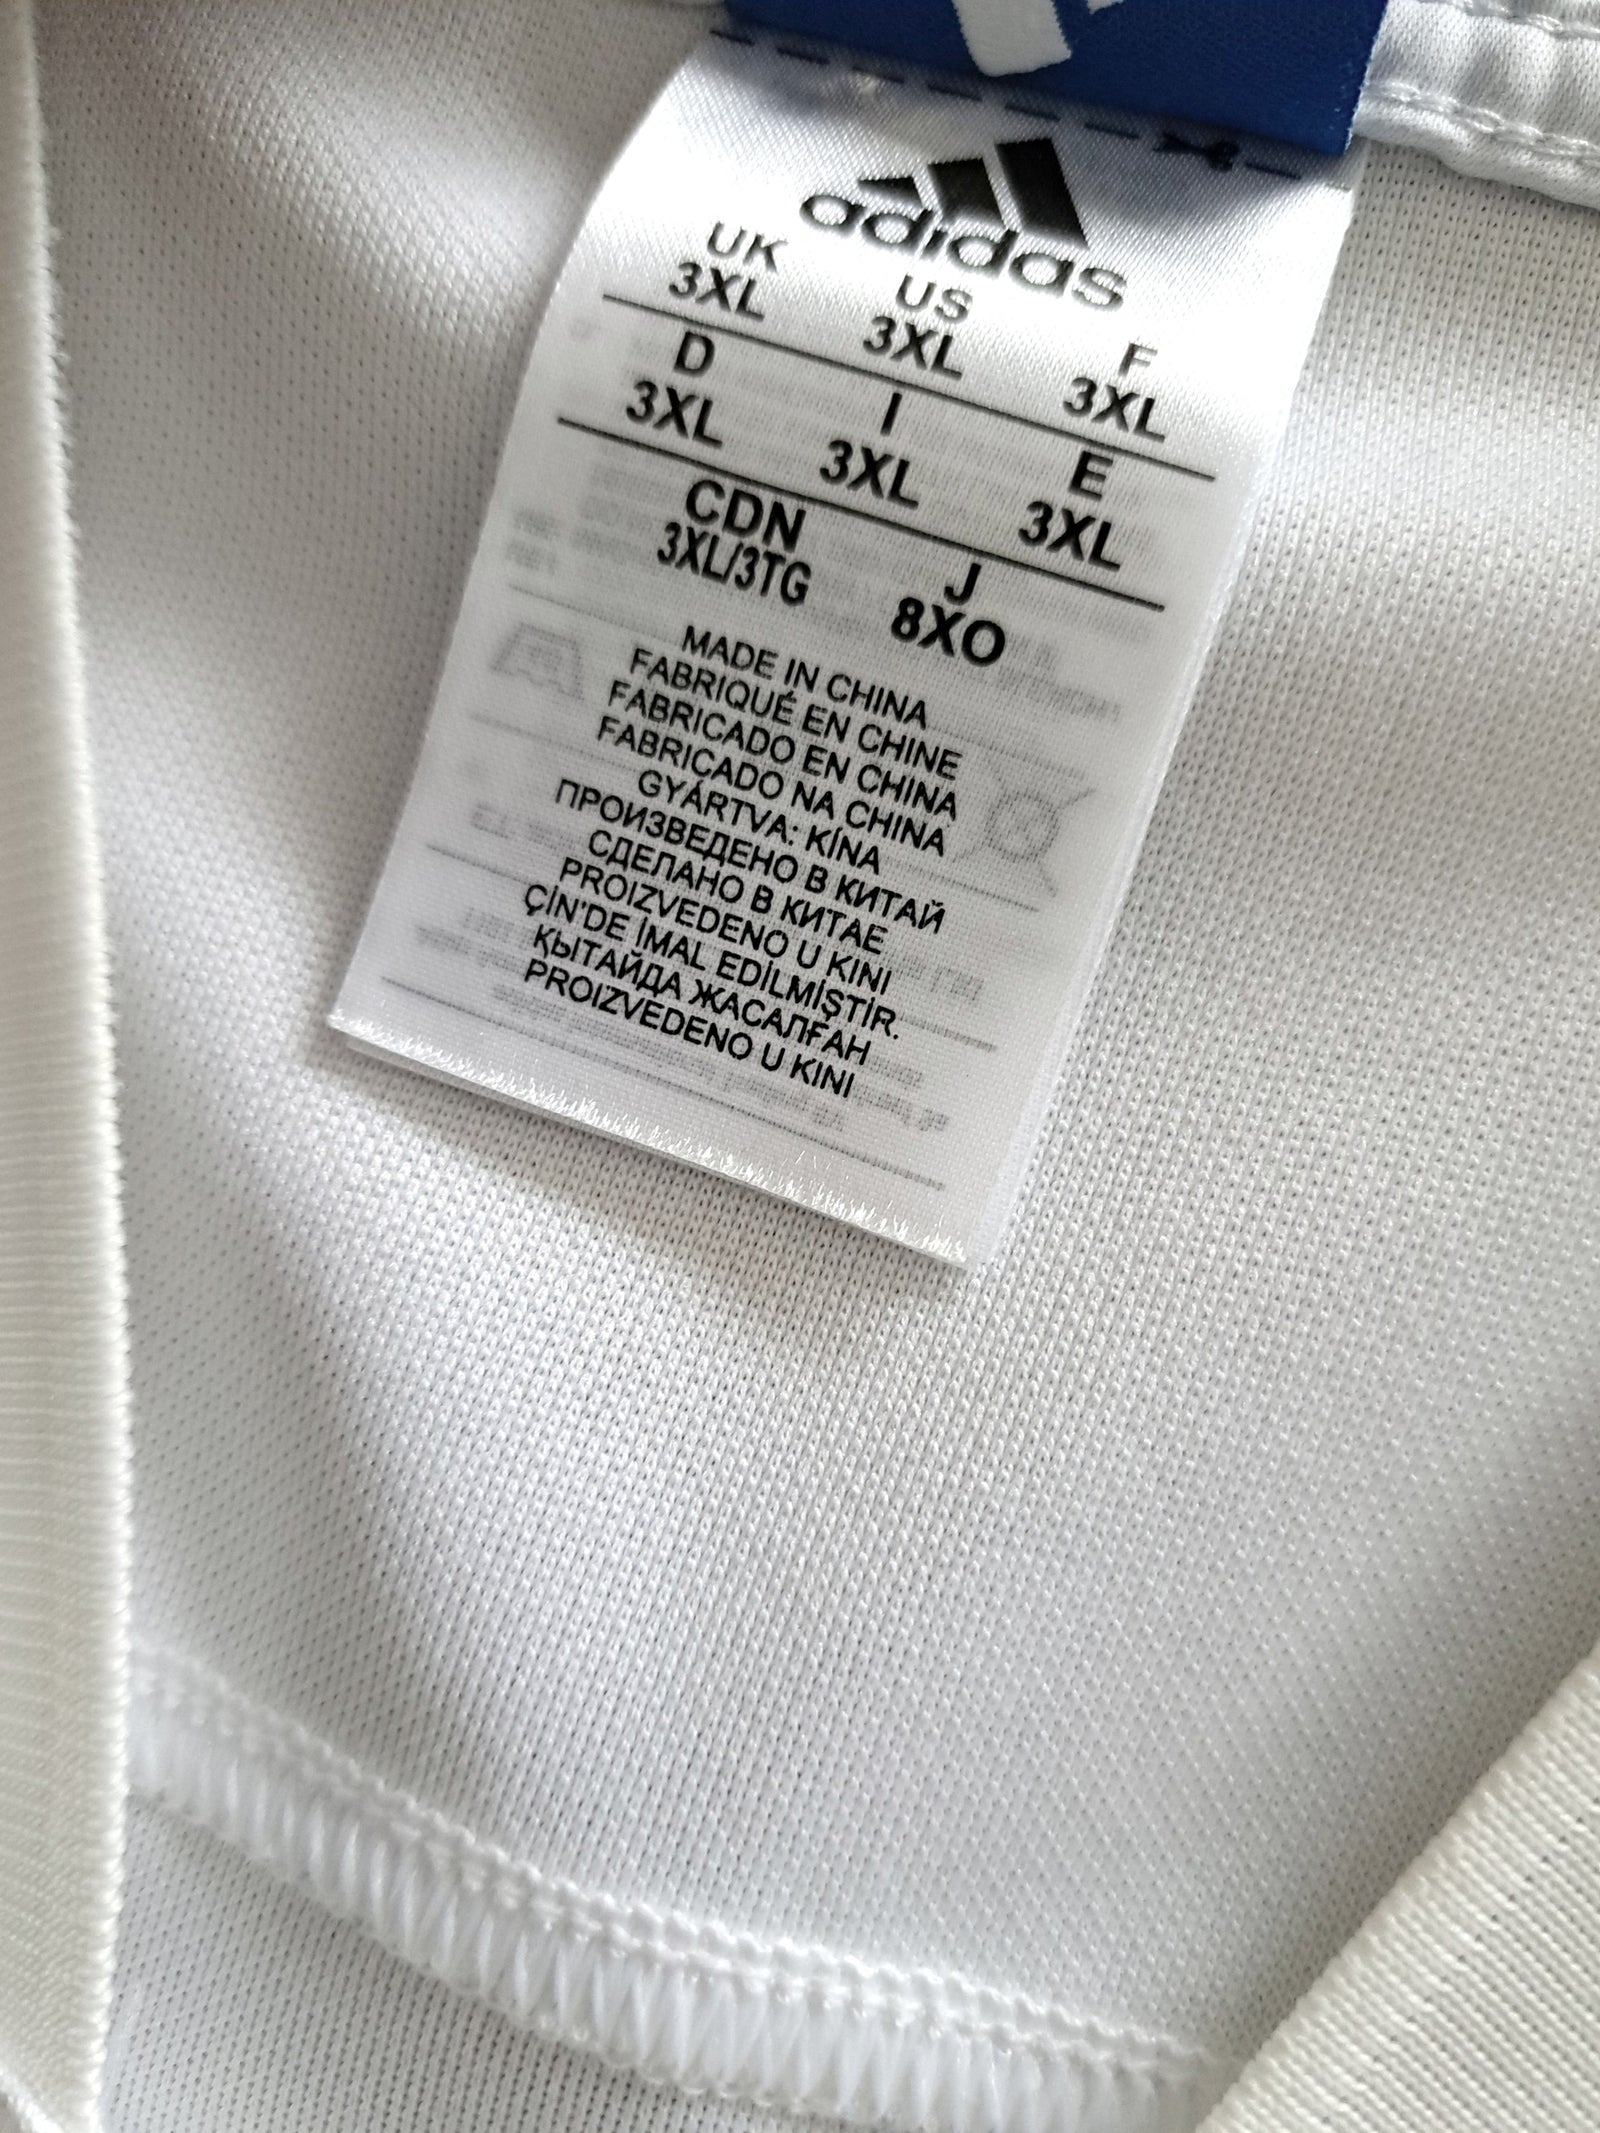 adidas
UK US F
3XL 3XL 3XL
D I E
3XL 3XL 3XL
CDN J
3XL/3TG 8XO
MADE IN CHINA
FABRIQUÉ EN CHINE
FABRICADO EN CHINA
FABRICADO NA CHINA
GYÁRTVA: KÍNA
ПРОИЗВЕДЕНО В КИТАЙ
СДЕЛАНО В КИТАЕ
PROIZVEDENO U KINI
ÇİN'DE İMAL EDİLMİŞTİR.
ҚЫТАЙДА ЖАСАЛҒАН
PROIZVEDENO U KINI